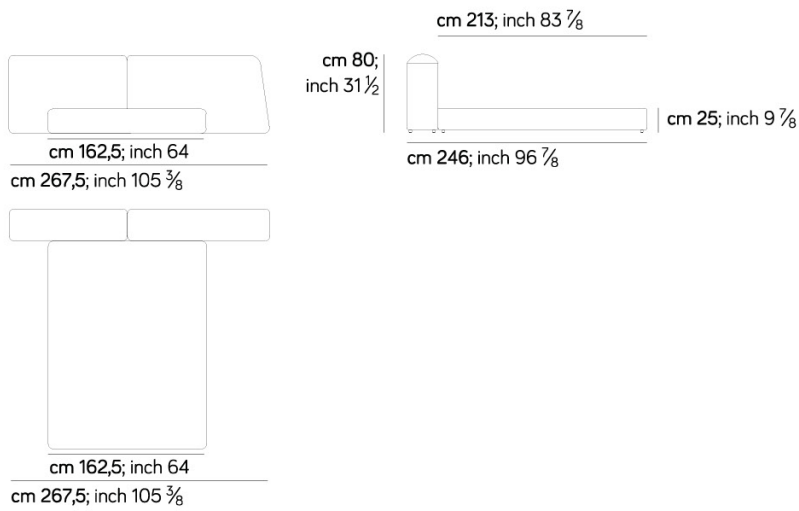 cm 213; inch 83 ⅞
cm 80;
inch 31 ½
cm 25; inch 9 ⅞
cm 162,5; inch 64
cm 246; inch 96 ⅞
cm 267,5; inch 105 ⅜
cm 162,5; inch 64
cm 267,5; inch 105 ⅜